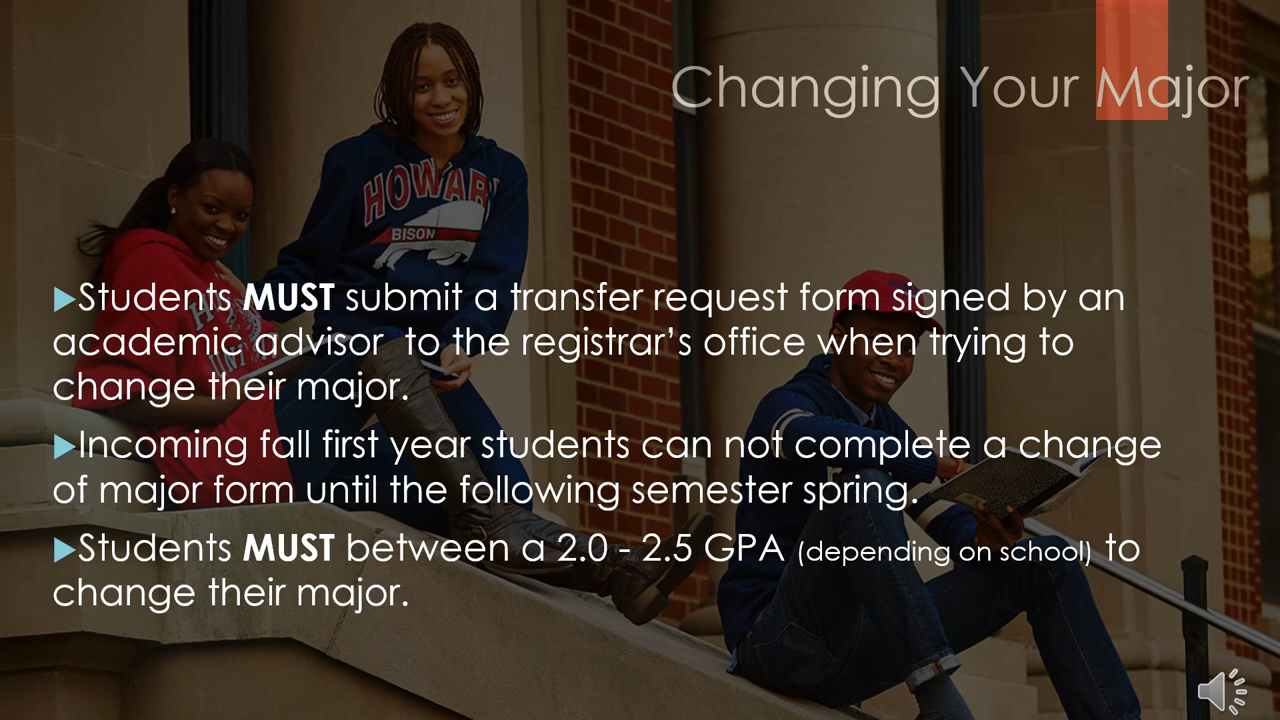 Changing Your Major
HOWAR
BISON
▶Students MUST submit a transfer request form signed by an
academic advisor  to the registrar’s office when trying to
change their major.
▶Incoming fall first year students can not complete a change
of major form until the following semester spring.
▶Students MUST between a 2.0 - 2.5 GPA (depending on school) to
change their major.